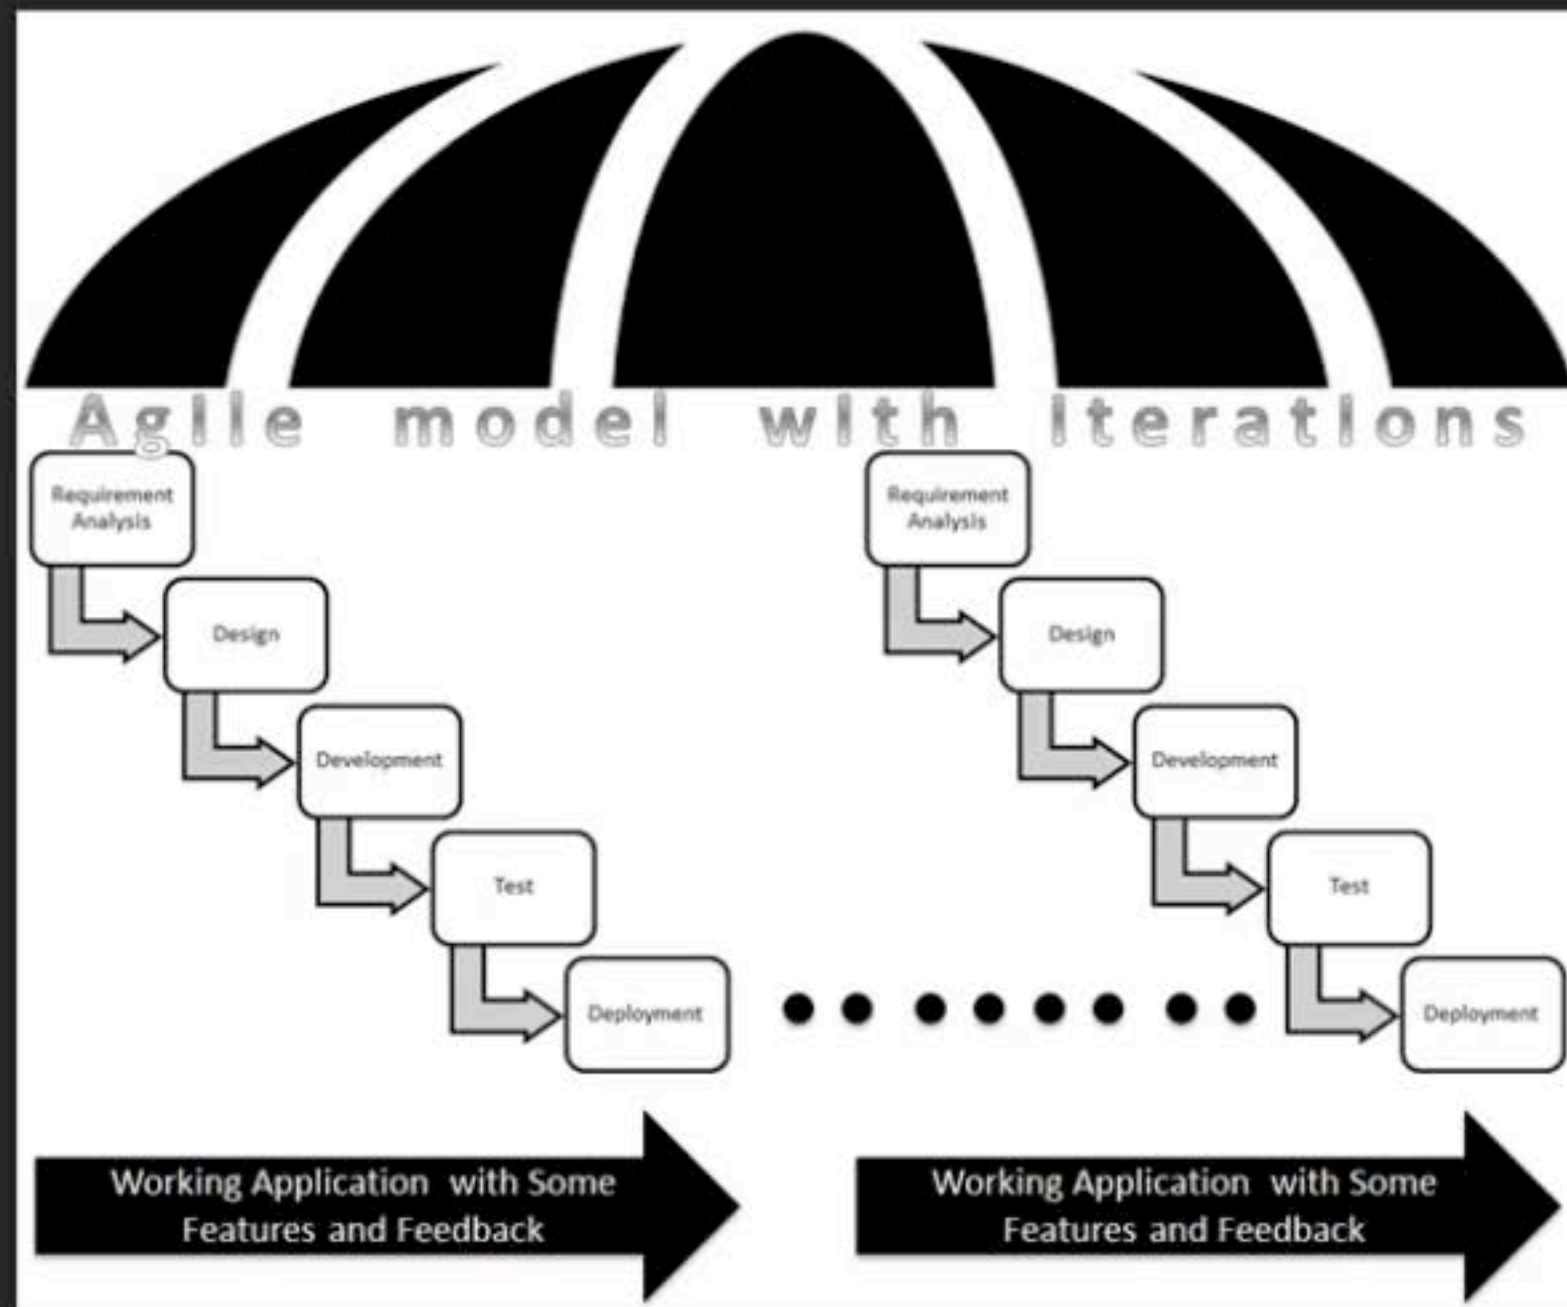 Agile model with iterations
Requirement
Analysis
Design
Development
Test
Deployment
Requirement
Analysis
Design
Development
Test
Deployment
Working Application with Some
Features and Feedback
Working Application with Some
Features and Feedback